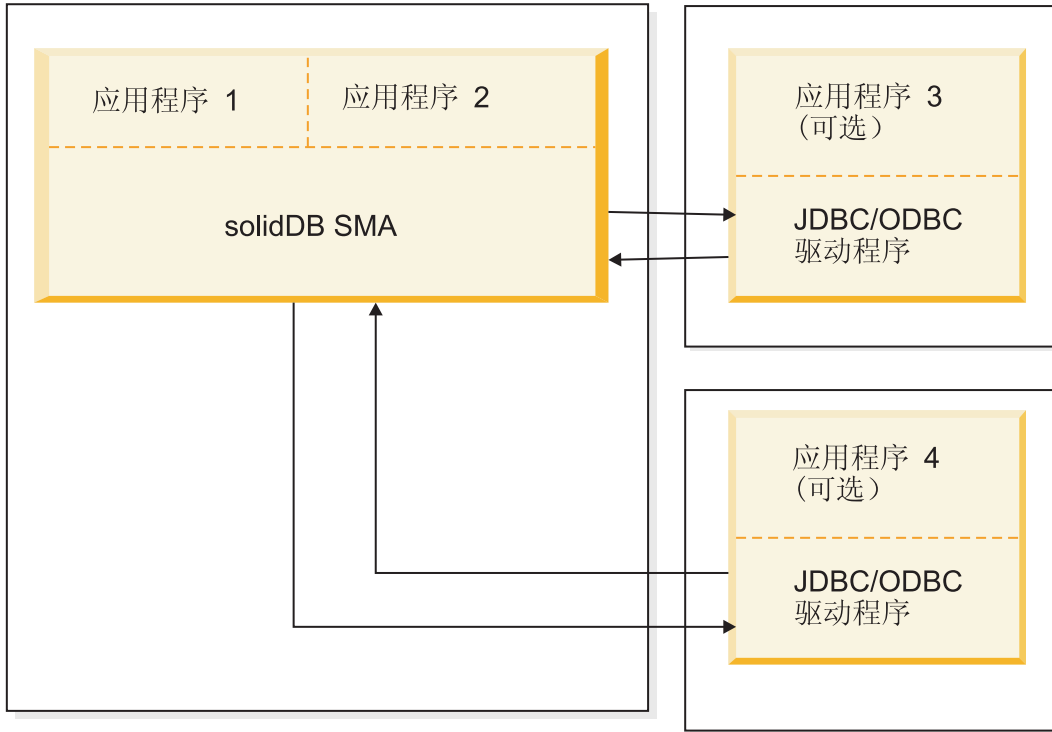 应用程序 1
应用程序 2
solidDB SMA
应用程序 3
(可选)
JDBC/ODBC
驱动程序
应用程序 4
(可选)
JDBC/ODBC
驱动程序